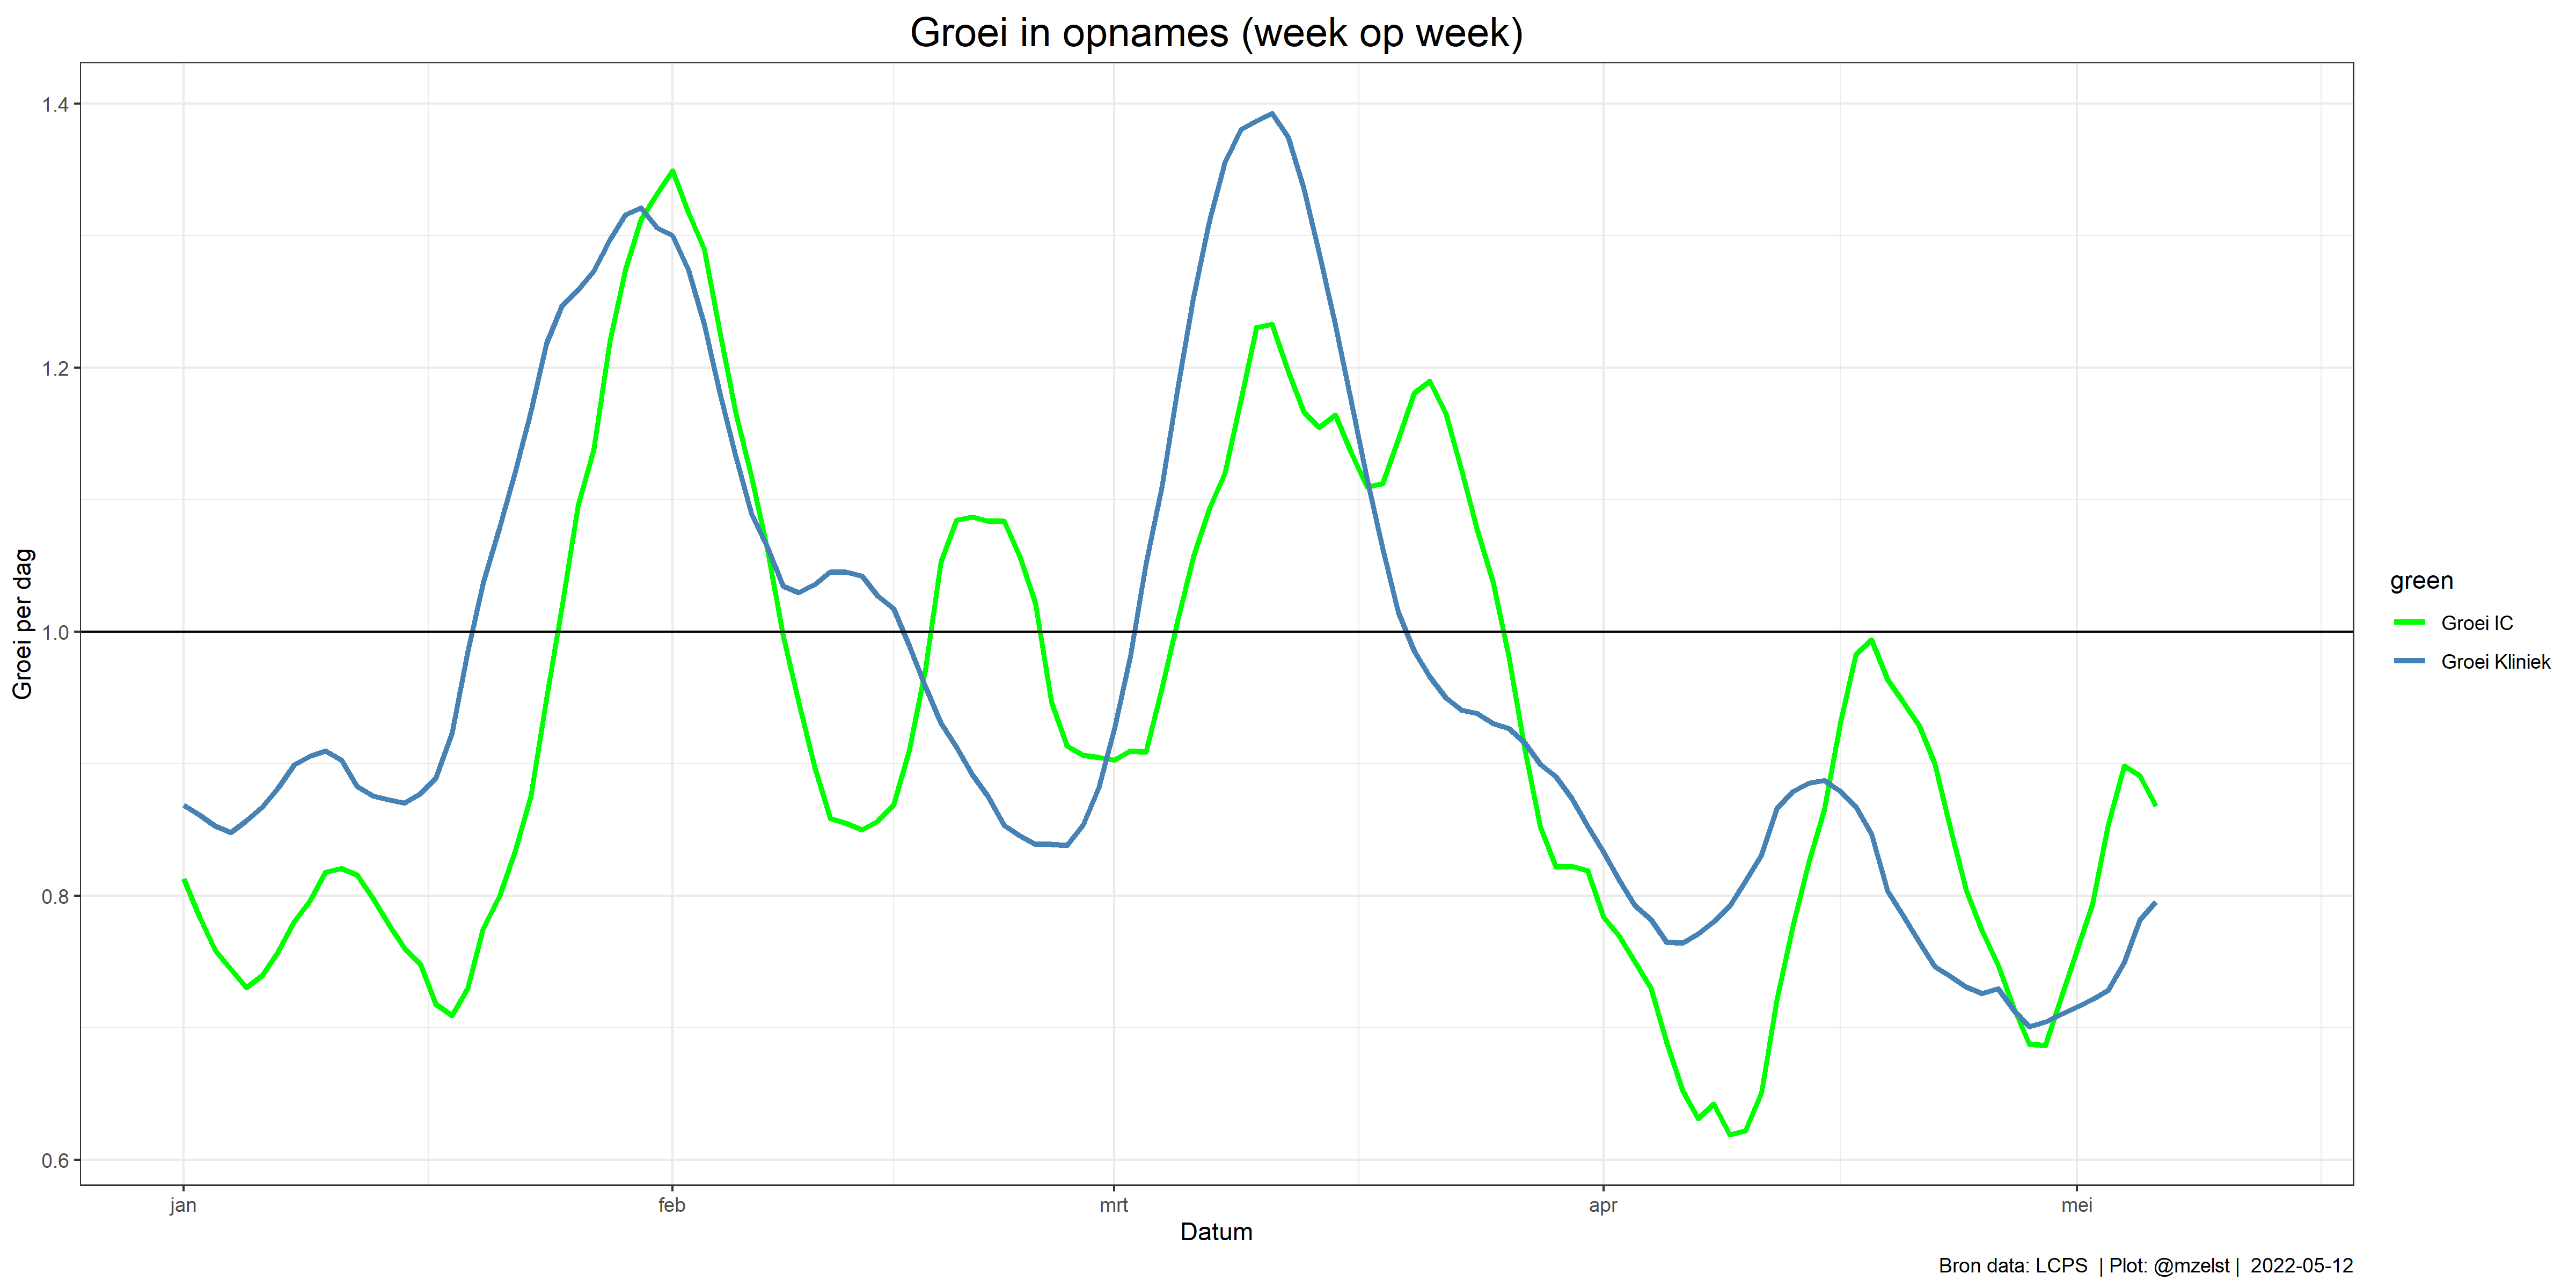 Groei in opnames (week op week)
1.4
1.2
1.0
0.8
0.6
Groei per dag
jan
feb
mrt
apr
mei
Datum
green
Groei IC
Groei Kliniek
Bron data: LCPS | Plot: @mzelst | 2022-05-12